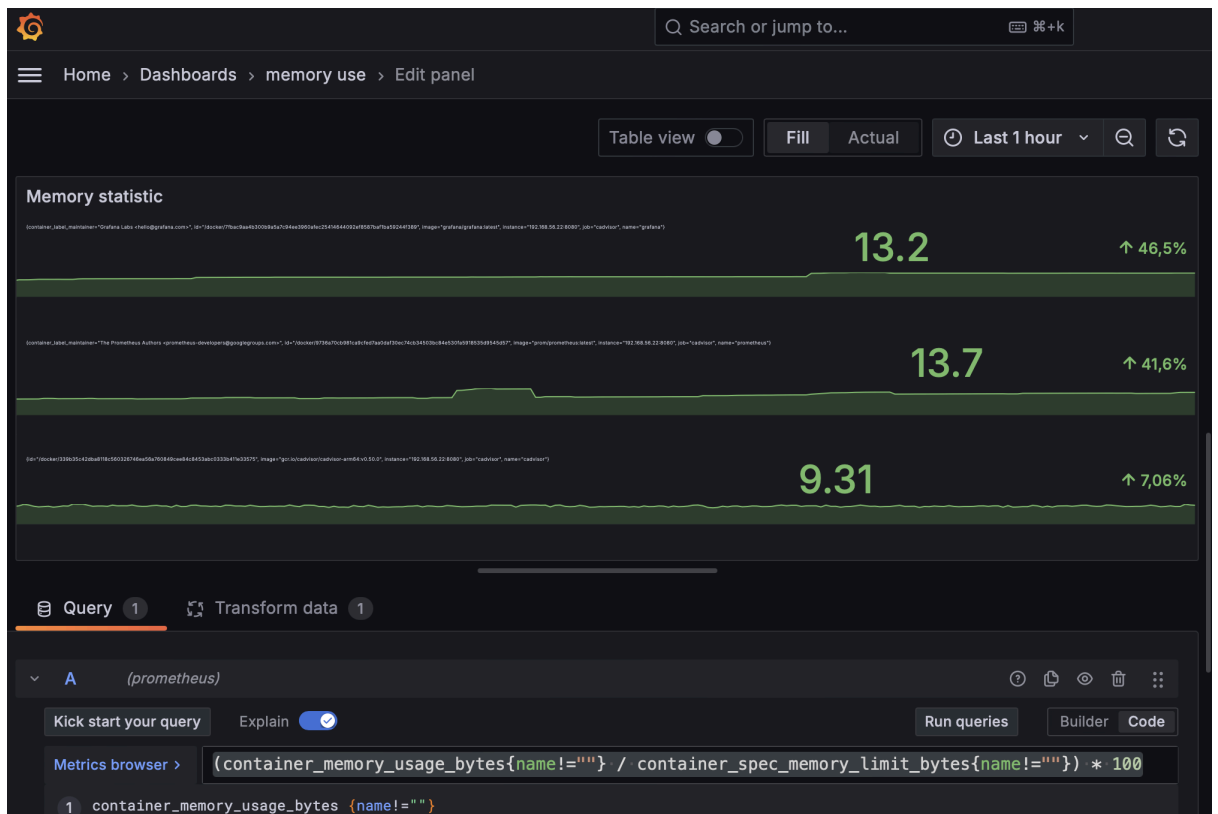 Search or jump to... ⌘+k
Home › Dashboards › memory use › Edit panel
Table view Fill Actual Last 1 hour
Memory statistic
13.2 ↑ 46,5%
13.7 ↑ 41,6%
9.31 ↑ 7,06%
Query 1 Transform data 1
A (prometheus)
Kick start your query Explain Run queries Builder Code
Metrics browser > (container_memory_usage_bytes{name!=""} / container_spec_memory_limit_bytes{name!=""}) * 100
1 container_memory_usage_bytes {name!=""}